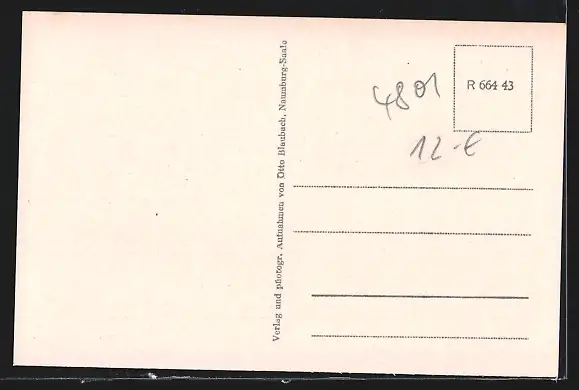 Verlag und photogr. Aufnahmen von Otto Blaubach, Naumburg-Saale
4801
R 664 43
12-€